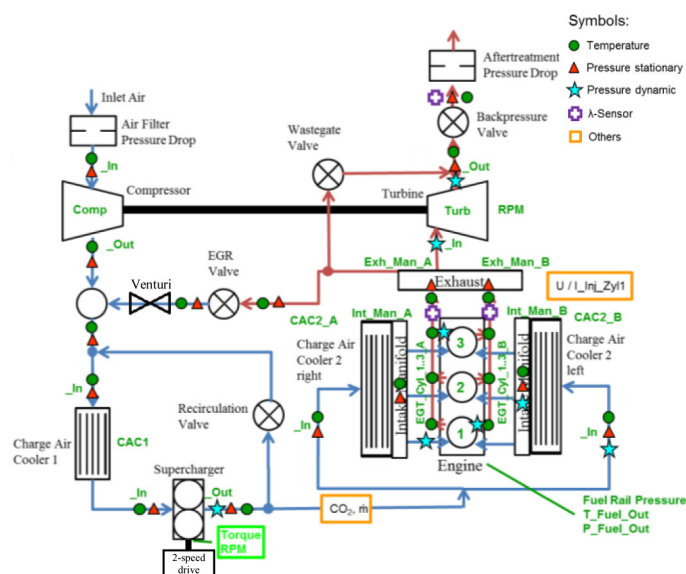 Symbols:
Temperature
Pressure stationary
Pressure dynamic
λ-Sensor
Others
Aftertreatment
Pressure Drop
Inlet Air
Air Filter
Pressure Drop
Wastegate
Valve
Backpressure
Valve
_In
_Out
Compressor
Turbine
Comp
Turb
RPM
_Out
_In
EGR
Valve
Exh_Man_A
Exh_Man_B
Venturi
Exhaust
U / I_Inj_Zyl1
CAC2_A
Int_Man_A
Int_Man_B
CAC2_B
Charge Air
Cooler 2
right
Charge Air
Cooler 2
left
Intake Manifold
EGT_Cyl_1..3_A
3
2
1
EGT_Cyl_1..3_B
Intake Manifold
_In
Recirculation
Valve
Charge Air
Cooler 1
CAC1
_In
_In
Engine
Supercharger
_In
_Out
CO₂, ṁ
Fuel Rail Pressure
T_Fuel_Out
P_Fuel_Out
Torque
RPM
2-speed
drive